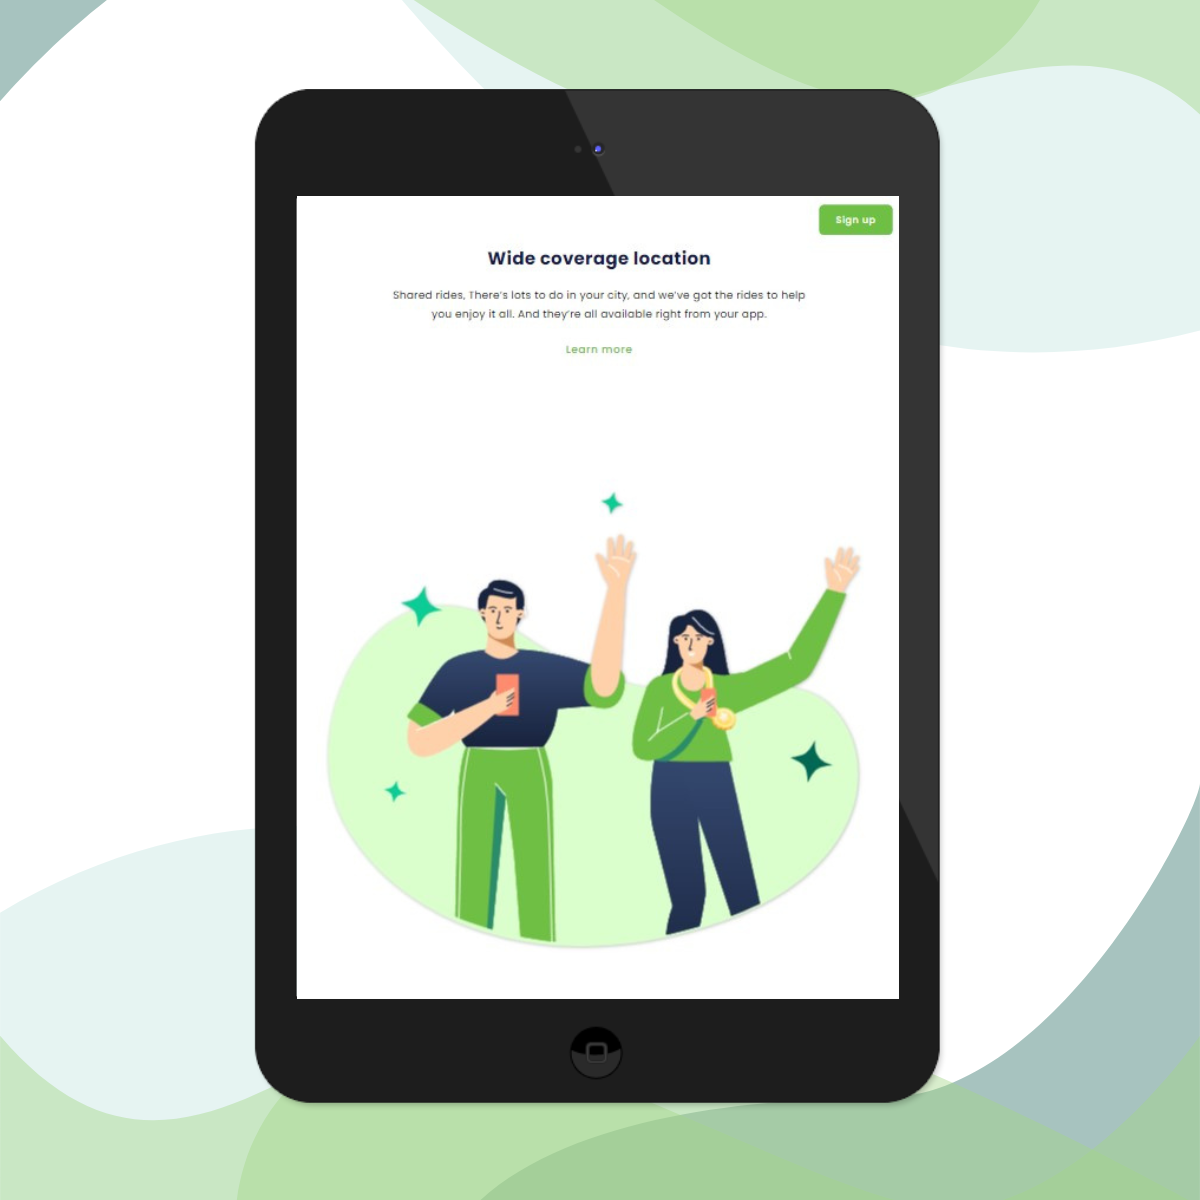 Sign up
Wide coverage location
Shared rides, There's lots to do in your city, and we've got the rides to help
you enjoy it all. And they're all available right from your app.
Learn more